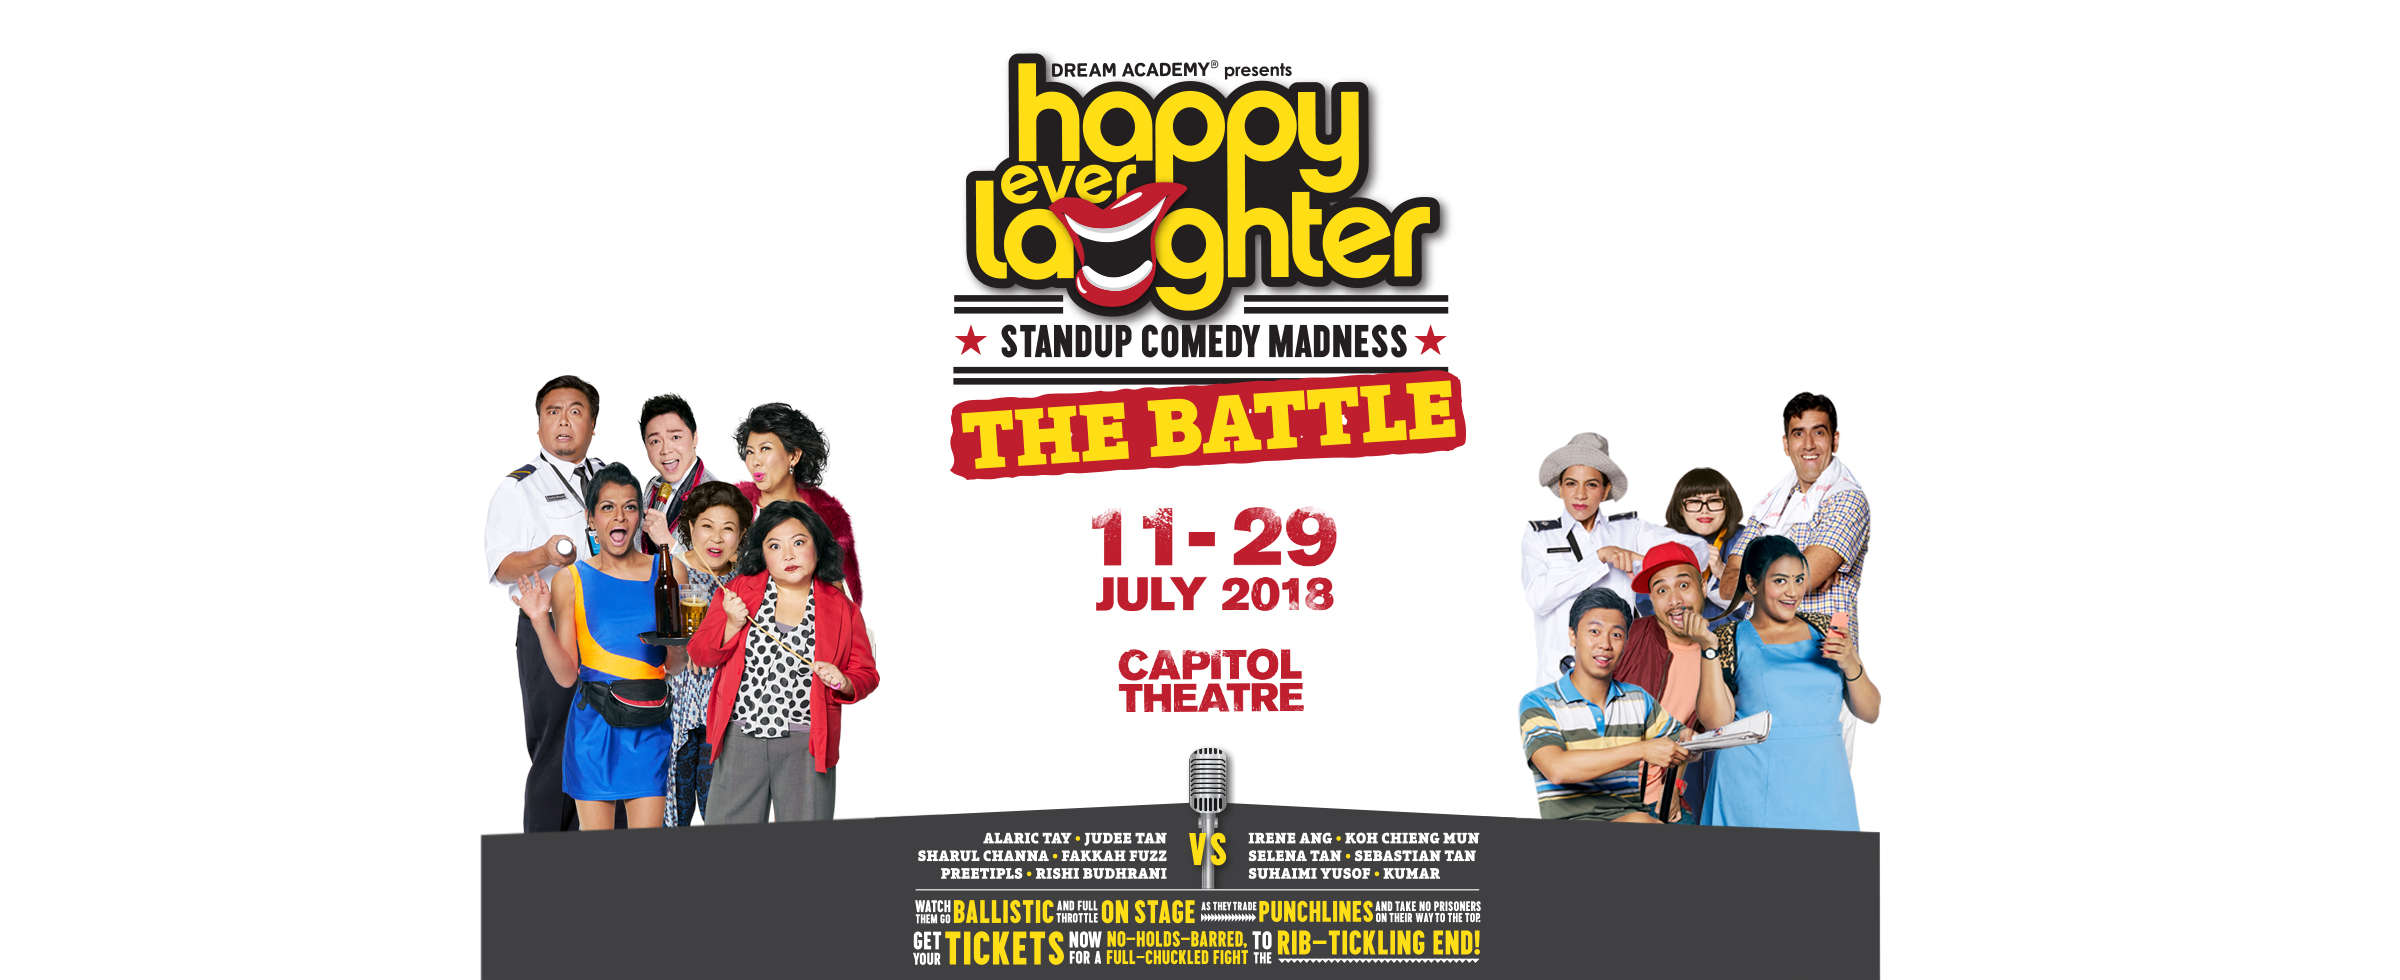 DREAM ACADEMY® presents
happy
ever
laughter
STANDUP COMEDY MADNESS
THE BATTLE
11-29
JULY 2018
CAPITOL
THEATRE
ALARIC TAY • JUDEE TAN
SHARUL CHANNA • FAKKAH FUZZ
PREETIPLS • RISHI BUDHRANI
VS
IRENE ANG • KOH CHIENG MUN
SELENA TAN • SEBASTIAN TAN
SUHAIMI YUSOF • KUMAR
WATCH THEM GO BALLISTIC AND FULL THROTTLE ON STAGE AS THEY TRADE PUNCHLINES AND TAKE NO PRISONERS ON THEIR WAY TO THE TOP.
GET YOUR TICKETS NOW FOR A NO-HOLDS-BARRED, FULL-CHUCKLED FIGHT TO THE RIB-TICKLING END!